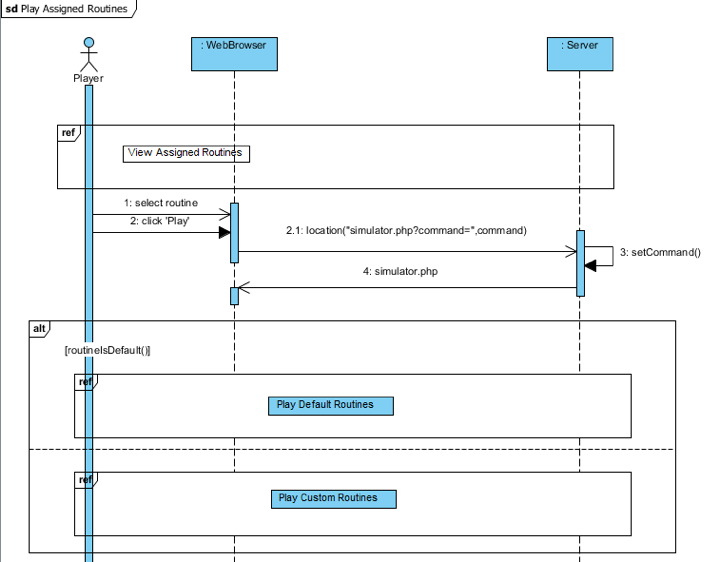 sd Play Assigned Routines
: WebBrowser
: Server
Player
ref
View Assigned Routines
1: select routine
2: click 'Play'
2.1: location("simulator.php?command=",command)
3: setCommand()
4: simulator.php
alt
[routineIsDefault()]
ref
Play Default Routines
ref
Play Custom Routines